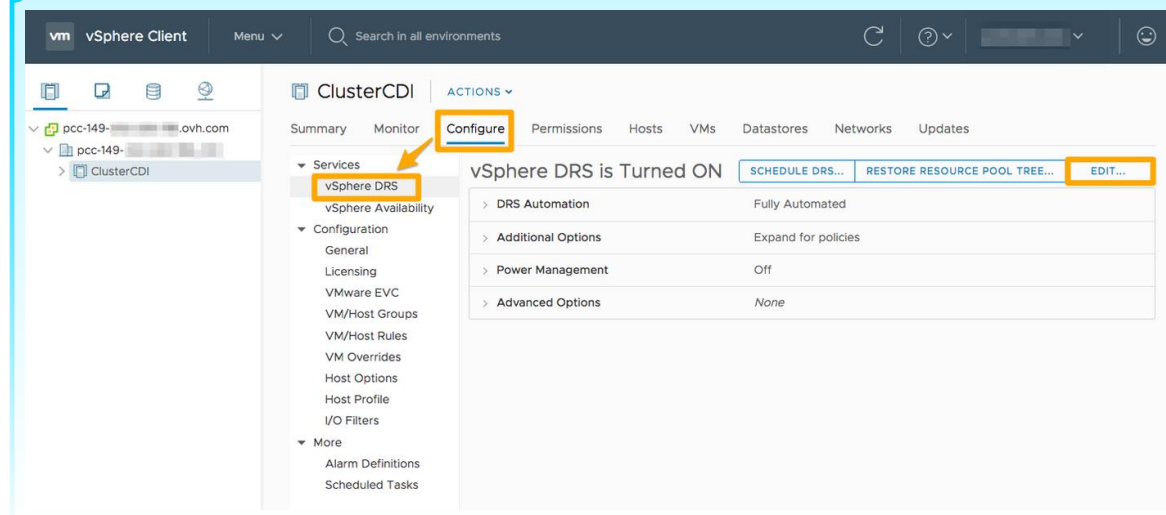 vm vSphere Client Menu Search in all environments
ClusterCDI ACTIONS
pcc-149- .ovh.com
pcc-149-
ClusterCDI
Summary Monitor Configure Permissions Hosts VMs Datastores Networks Updates
Services
vSphere DRS
vSphere Availability
Configuration
General
Licensing
VMware EVC
VM/Host Groups
VM/Host Rules
VM Overrides
Host Options
Host Profile
I/O Filters
More
Alarm Definitions
Scheduled Tasks
vSphere DRS is Turned ON SCHEDULE DRS... RESTORE RESOURCE POOL TREE... EDIT...
DRS Automation Fully Automated
Additional Options Expand for policies
Power Management Off
Advanced Options None